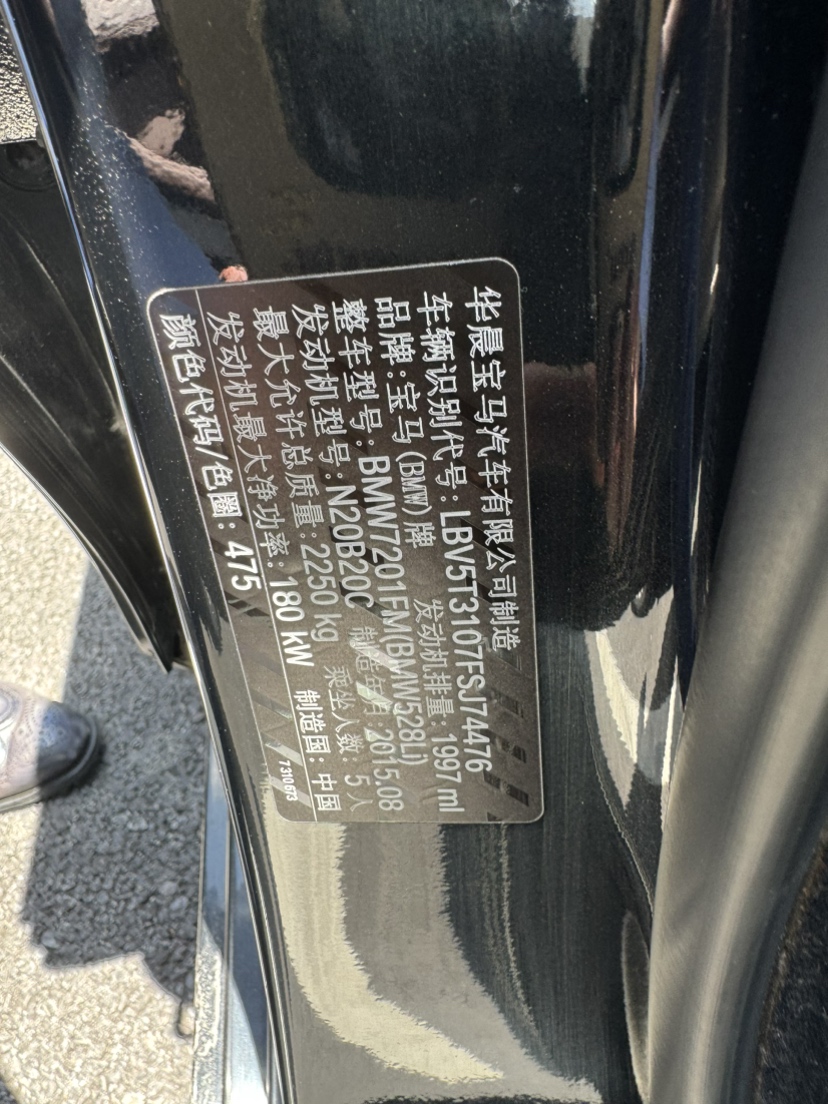 华晨宝马汽车有限公司制造
车辆识别代号: LBV5T3107FSJ74476
品牌:宝马(BMW)牌 发动机排量: 1997 ml
整车型号: BMW7201FM(BMW528Li)
发动机型号: N20B20C 制造年月: 2015.08
最大允许总质量: 2250 kg 乘坐人数: 5人
发动机最大净功率: 180 kW 制造国: 中国
颜色代码/色圈: 475 7310673